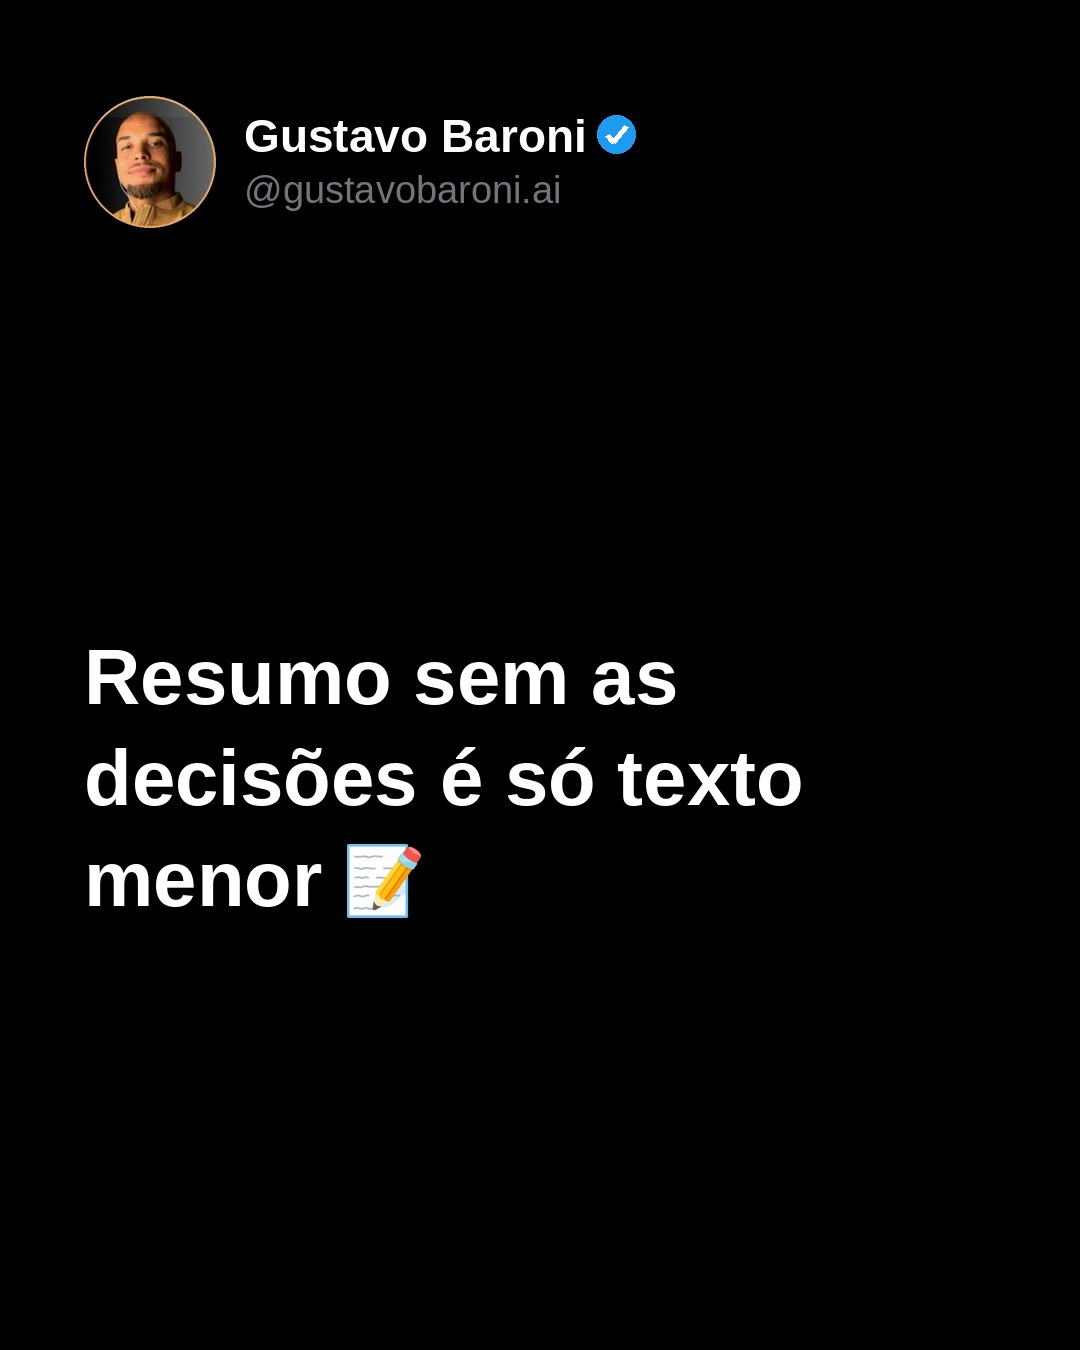 Gustavo Baroni
@gustavobaroni.ai
Resumo sem as
decisões é só texto
menor 📝